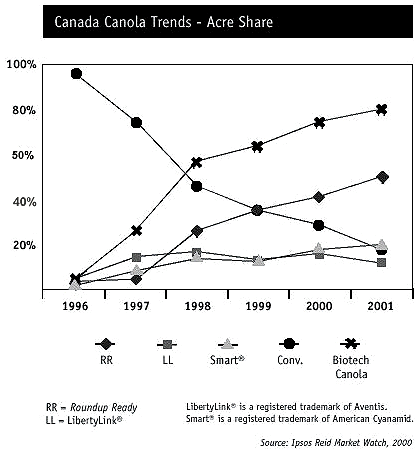 Canada Canola Trends - Acre Share
100%
80%
50%
40%
20%
1996 1997 1998 1999 2000 2001
RR LL Smart® Conv. Biotech
Canola
RR = Roundup Ready LibertyLink® is a registered trademark of Aventis.
LL = LibertyLink® Smart® is a registered trademark of American Cyanamid.
Source: Ipsos Reid Market Watch, 2000